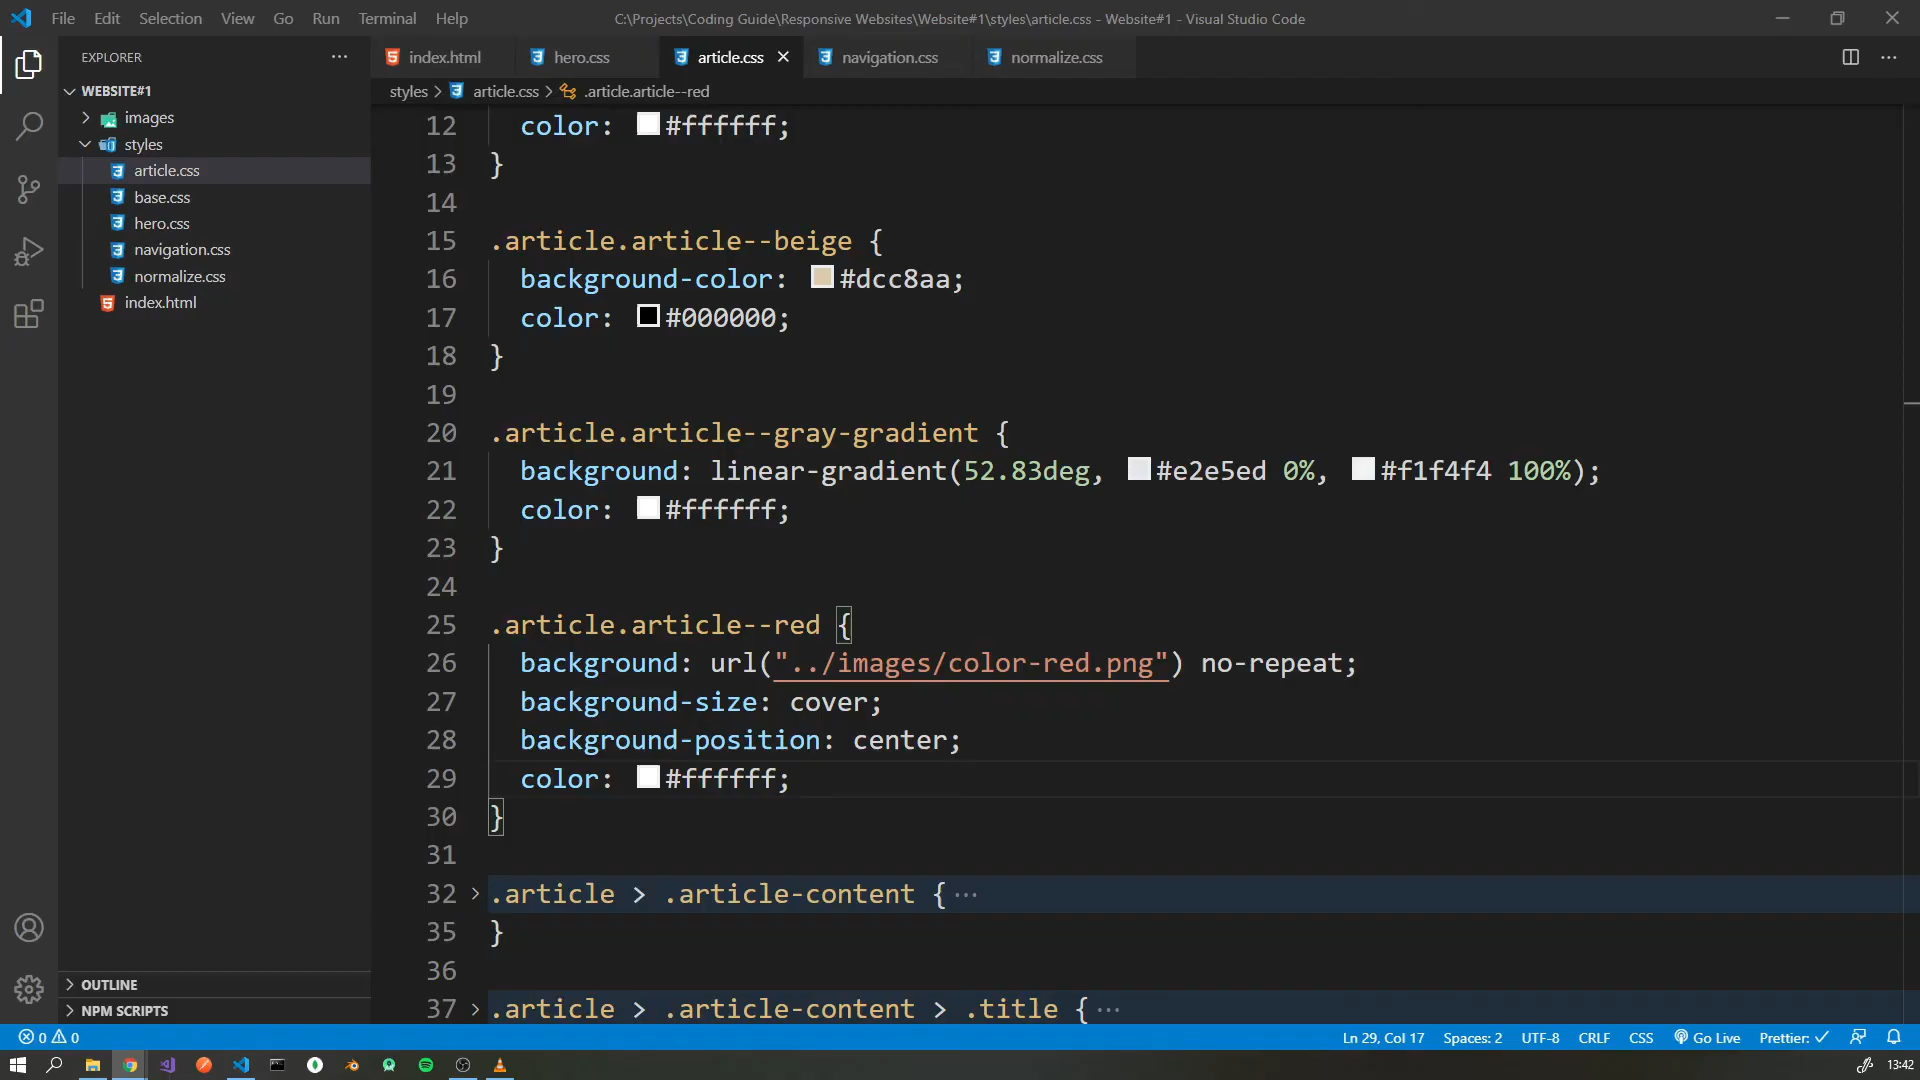 File Edit Selection View Go Run Terminal Help
C:\Projects\Coding Guide\Responsive Websites\Website#1\styles\article.css - Website#1 - Visual Studio Code
EXPLORER
index.html hero.css article.css navigation.css normalize.css
WEBSITE#1
images
styles
article.css
base.css
hero.css
navigation.css
normalize.css
index.html
OUTLINE
NPM SCRIPTS
styles > article.css > .article.article--red
12 color: #ffffff;
13 }
14
15 .article.article--beige {
16 background-color: #dcc8aa;
17 color: #000000;
18 }
19
20 .article.article--gray-gradient {
21 background: linear-gradient(52.83deg, #e2e5ed 0%, #f1f4f4 100%);
22 color: #ffffff;
23 }
24
25 .article.article--red {
26 background: url("../images/color-red.png") no-repeat;
27 background-size: cover;
28 background-position: center;
29 color: #ffffff;
30 }
31
32 .article > .article-content { ···
35 }
36
37 .article > .article-content > .title { ···
0 0 Ln 29, Col 17 Spaces: 2 UTF-8 CRLF CSS Go Live Prettier: ✓
13:42